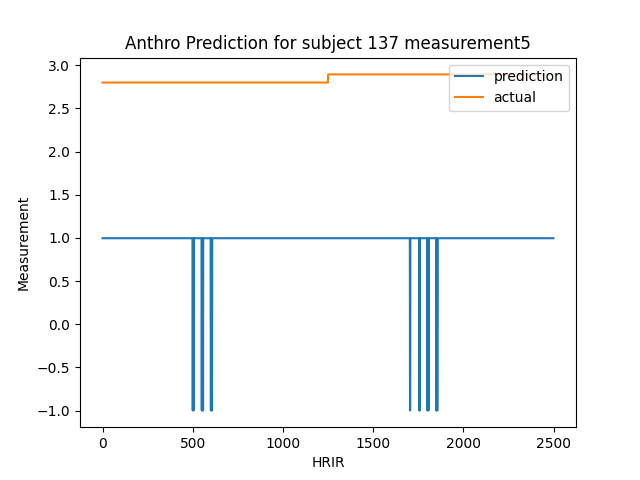 Anthro Prediction for subject 137 measurement5
prediction
actual
3.0
2.5
2.0
1.5
1.0
0.5
0.0
−0.5
−1.0
Measurement
0 500 1000 1500 2000 2500
HRIR